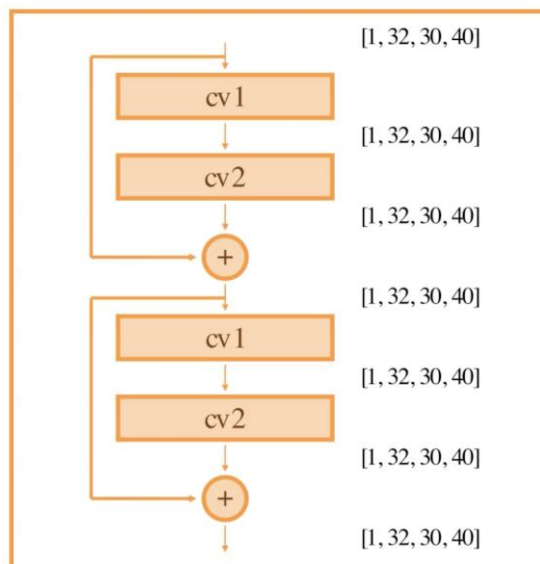 [1, 32, 30, 40]
cv1
[1, 32, 30, 40]
cv2
[1, 32, 30, 40]
+
[1, 32, 30, 40]
cv1
[1, 32, 30, 40]
cv2
[1, 32, 30, 40]
+
[1, 32, 30, 40]